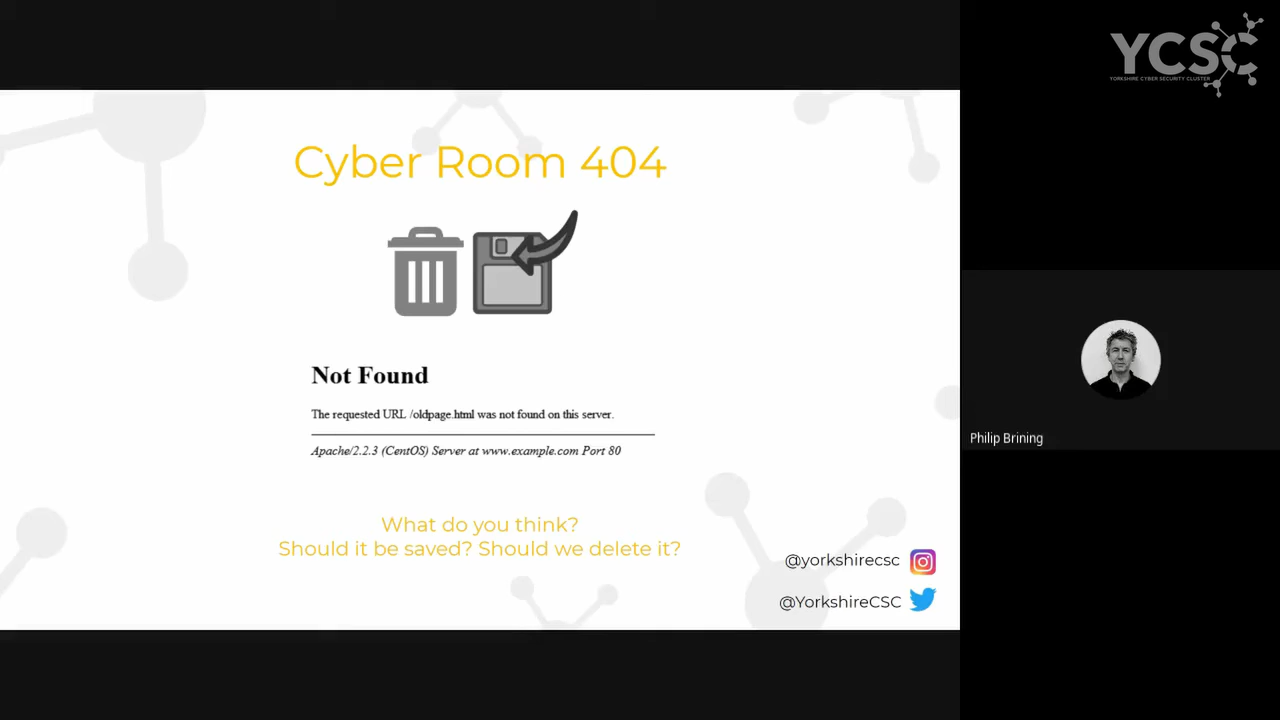 YCSC
YORKSHIRE CYBER SECURITY CLUSTER
Cyber Room 404
Not Found
The requested URL /oldpage.html was not found on this server.
Apache/2.2.3 (CentOS) Server at www.example.com Port 80
Philip Brining
What do you think?
Should it be saved? Should we delete it?
@yorkshirecsc
@YorkshireCSC